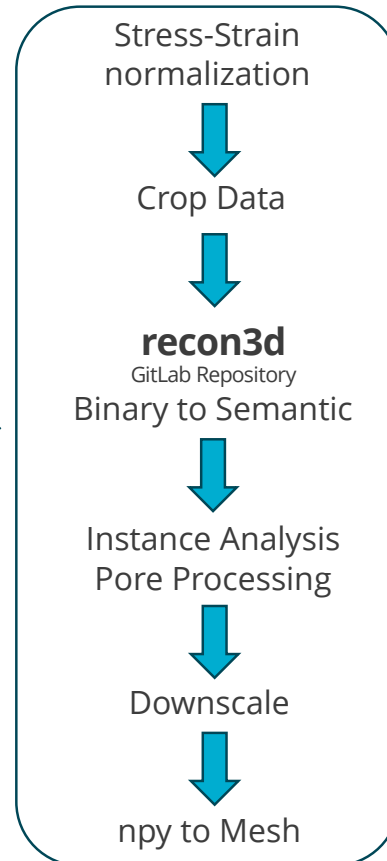 Stress-Strain
normalization
Crop Data
recon3d
GitLab Repository
Binary to Semantic
Instance Analysis
Pore Processing
Downscale
npy to Mesh